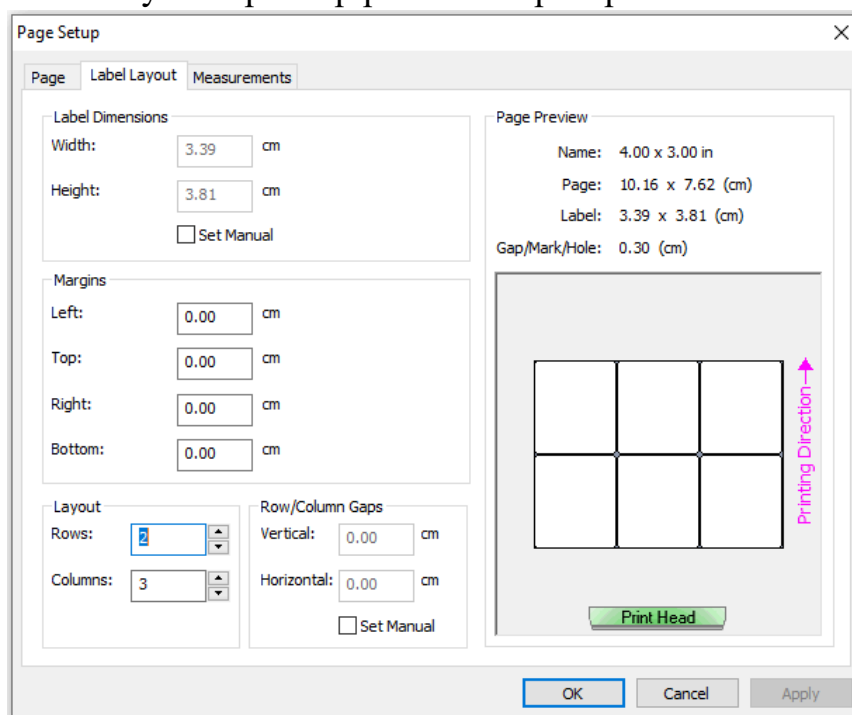 Page Setup
Page Label Layout Measurements
Label Dimensions
Width: 3.39 cm
Height: 3.81 cm
Set Manual
Margins
Left: 0.00 cm
Top: 0.00 cm
Right: 0.00 cm
Bottom: 0.00 cm
Layout
Rows: 2
Columns: 3
Row/Column Gaps
Vertical: 0.00 cm
Horizontal: 0.00 cm
Set Manual
Page Preview
Name: 4.00 x 3.00 in
Page: 10.16 x 7.62 (cm)
Label: 3.39 x 3.81 (cm)
Gap/Mark/Hole: 0.30 (cm)
Printing Direction
Print Head
OK Cancel Apply